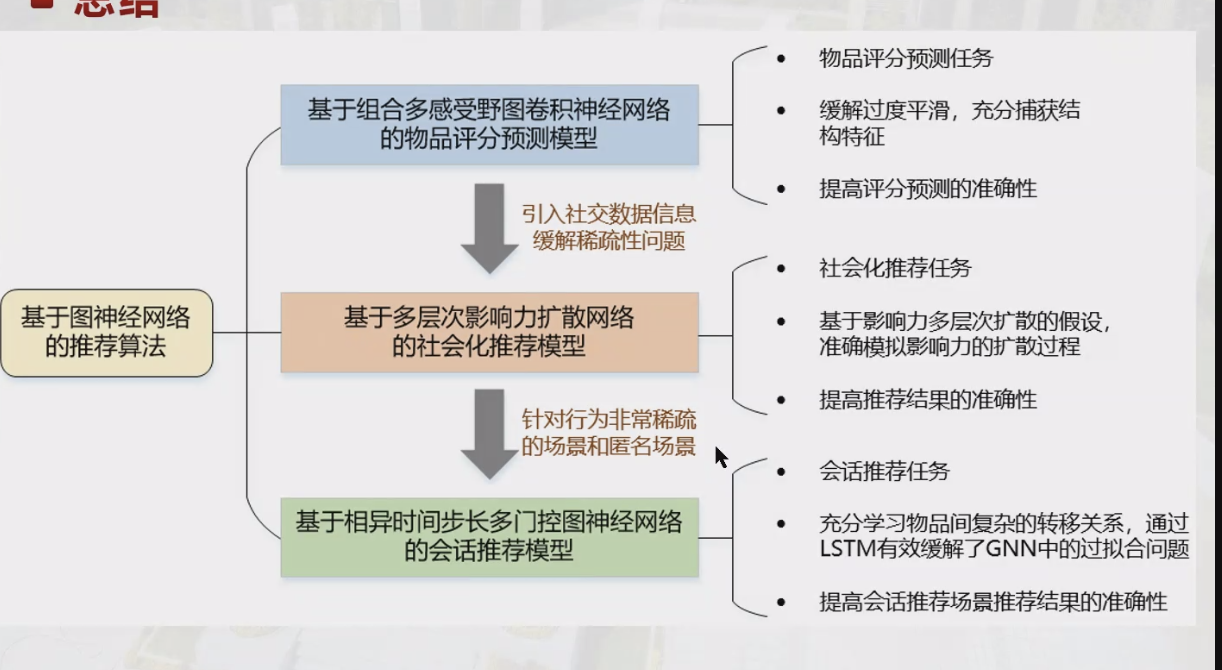 总结
基于图神经网络
的推荐算法
基于组合多感受野图卷积神经网络
的物品评分预测模型
• 物品评分预测任务
• 缓解过度平滑，充分捕获结
构特征
• 提高评分预测的准确性
引入社交数据信息
缓解稀疏性问题
基于多层次影响力扩散网络
的社会化推荐模型
• 社会化推荐任务
• 基于影响力多层次扩散的假设，
准确模拟影响力的扩散过程
• 提高推荐结果的准确性
针对行为非常稀疏
的场景和匿名场景
基于相异时间步长多门控图神经网络
的会话推荐模型
• 会话推荐任务
• 充分学习物品间复杂的转移关系，通过
LSTM有效缓解了GNN中的过拟合问题
• 提高会话推荐场景推荐结果的准确性